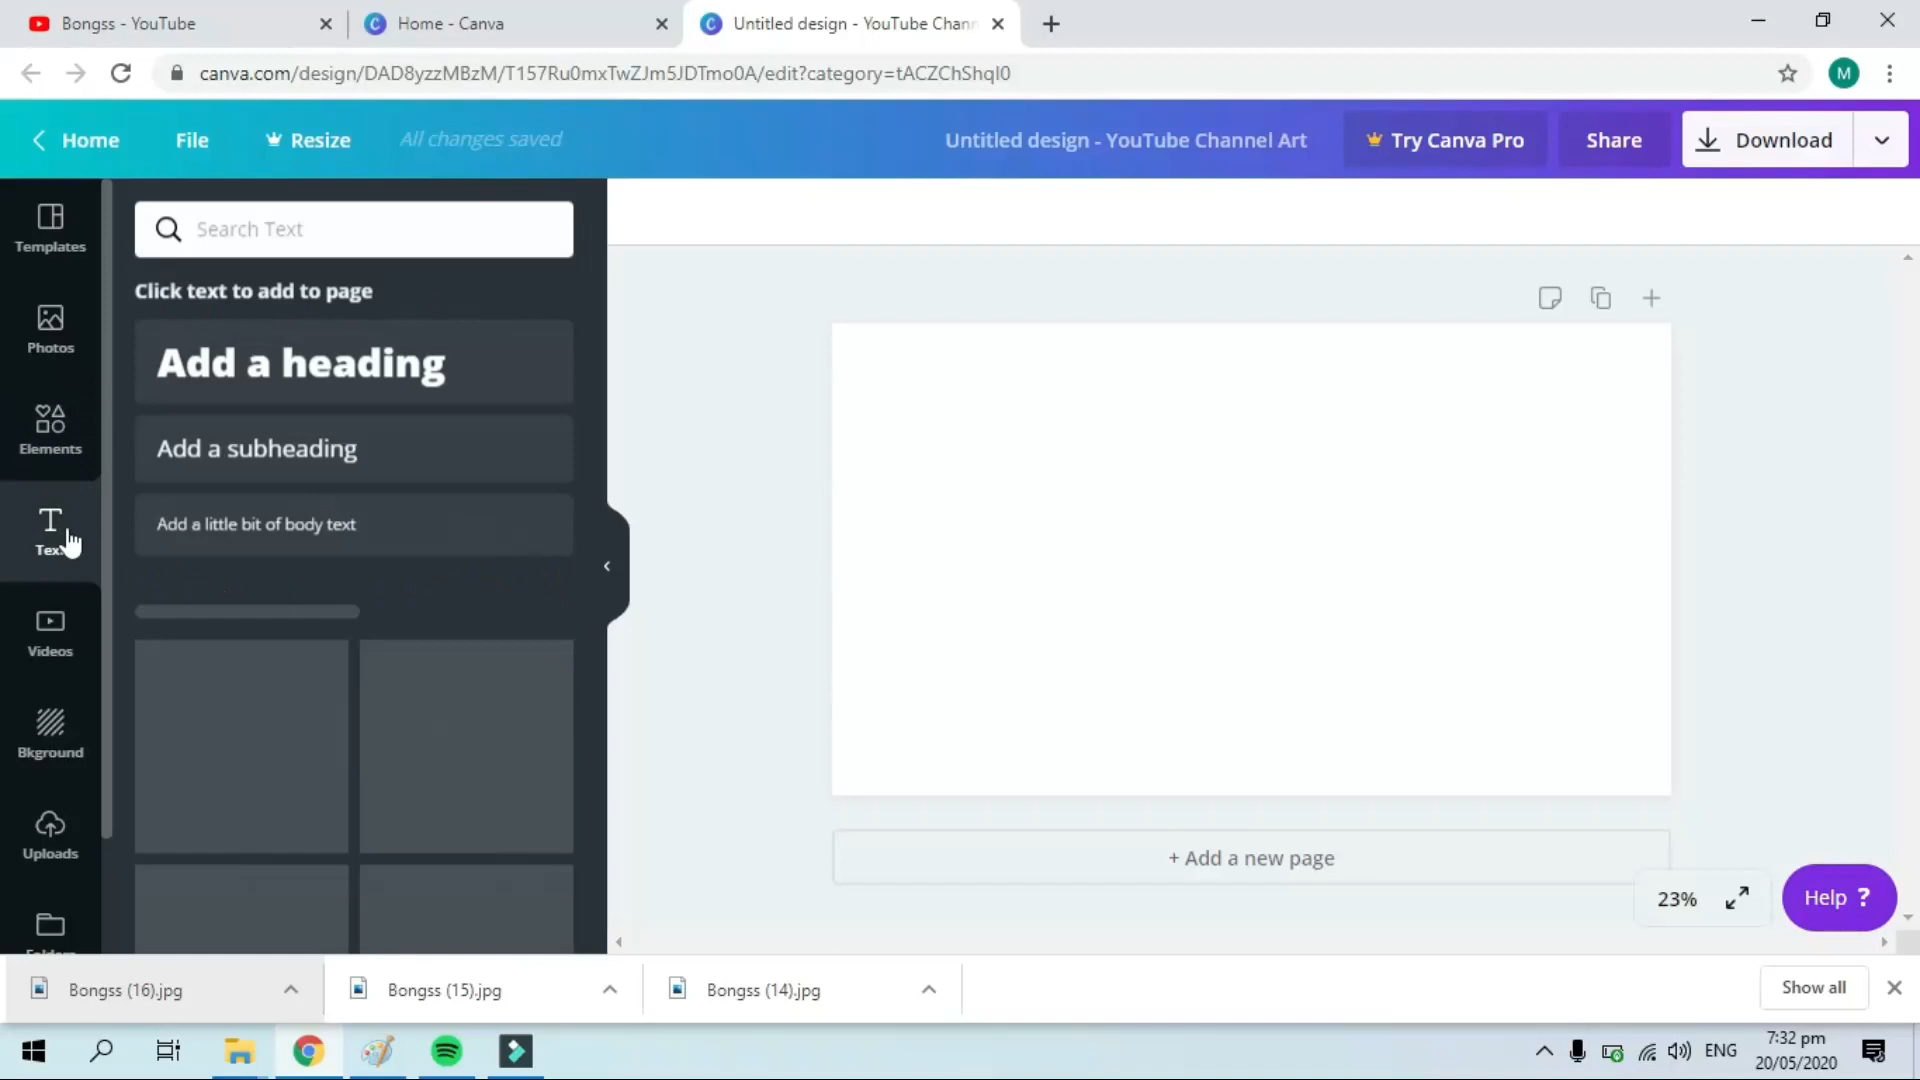 Bongss - YouTube
Home - Canva
Untitled design - YouTube Chann
canva.com/design/DAD8yzzMBzM/T157Ru0mxTwZJm5JDTmo0A/edit?category=tACZChShqI0
M
Home
File
Resize
All changes saved
Untitled design - YouTube Channel Art
Try Canva Pro
Share
Download
Templates
Photos
Elements
Text
Videos
Bkground
Uploads
Folders
Search Text
Click text to add to page
Add a heading
Add a subheading
Add a little bit of body text
+ Add a new page
23%
Help ?
Bongss (16).jpg
Bongss (15).jpg
Bongss (14).jpg
Show all
ENG
7:32 pm
20/05/2020